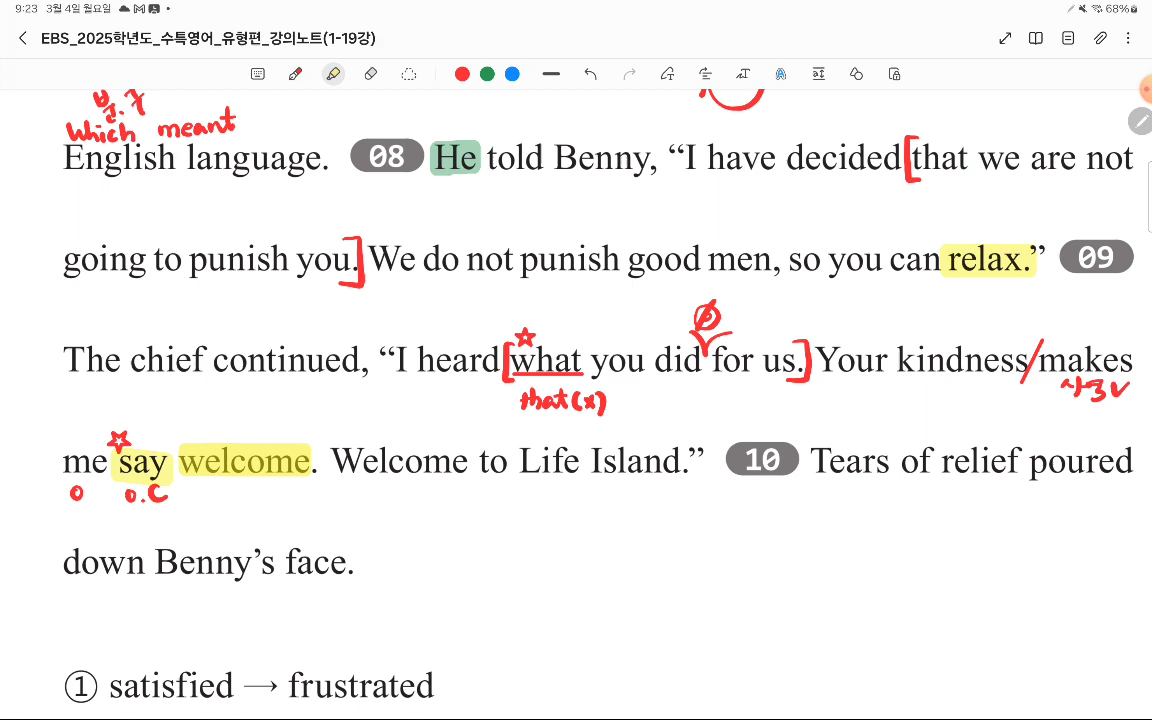 9:23 3월 4일 월요일
68%
EBS_2025학년도_수특영어_유형편_강의노트(1-19강)
분.구
which meant
English language. 08 He told Benny, “I have decided [that we are not
going to punish you.] We do not punish good men, so you can relax.” 09
The chief continued, “I heard [what you did for us.] Your kindness / makes
that(x) 사역v
me say welcome. Welcome to Life Island.” 10 Tears of relief poured
o o.c
down Benny’s face.
① satisfied → frustrated